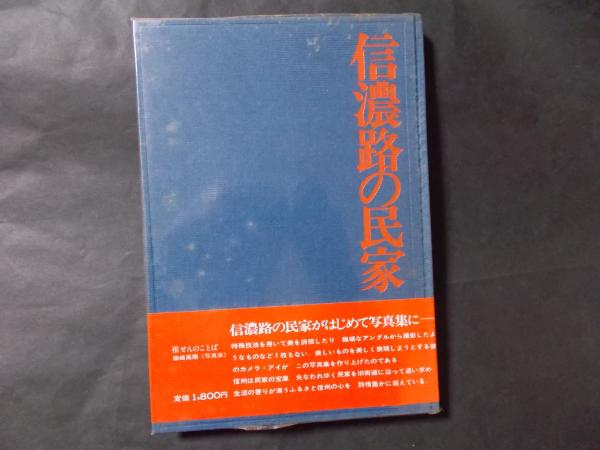 信濃路の民家
信濃路の民家がはじめて写真集に──
推せんのことば
(写真家)
特殊技法を用いて美を誇張したり 極端なアングルから撮影したよ
うなものなど1枚もない。美しいものを美しく表現しようとする彼
のカメラ・アイが この写真集を作り上げたのである
信州は民家の宝庫 失なわれゆく民家を旧街道に沿って追い求め
生活の香りが漂うふるさと信州の心を 詩情豊かに捉えている。
定価 1,800円